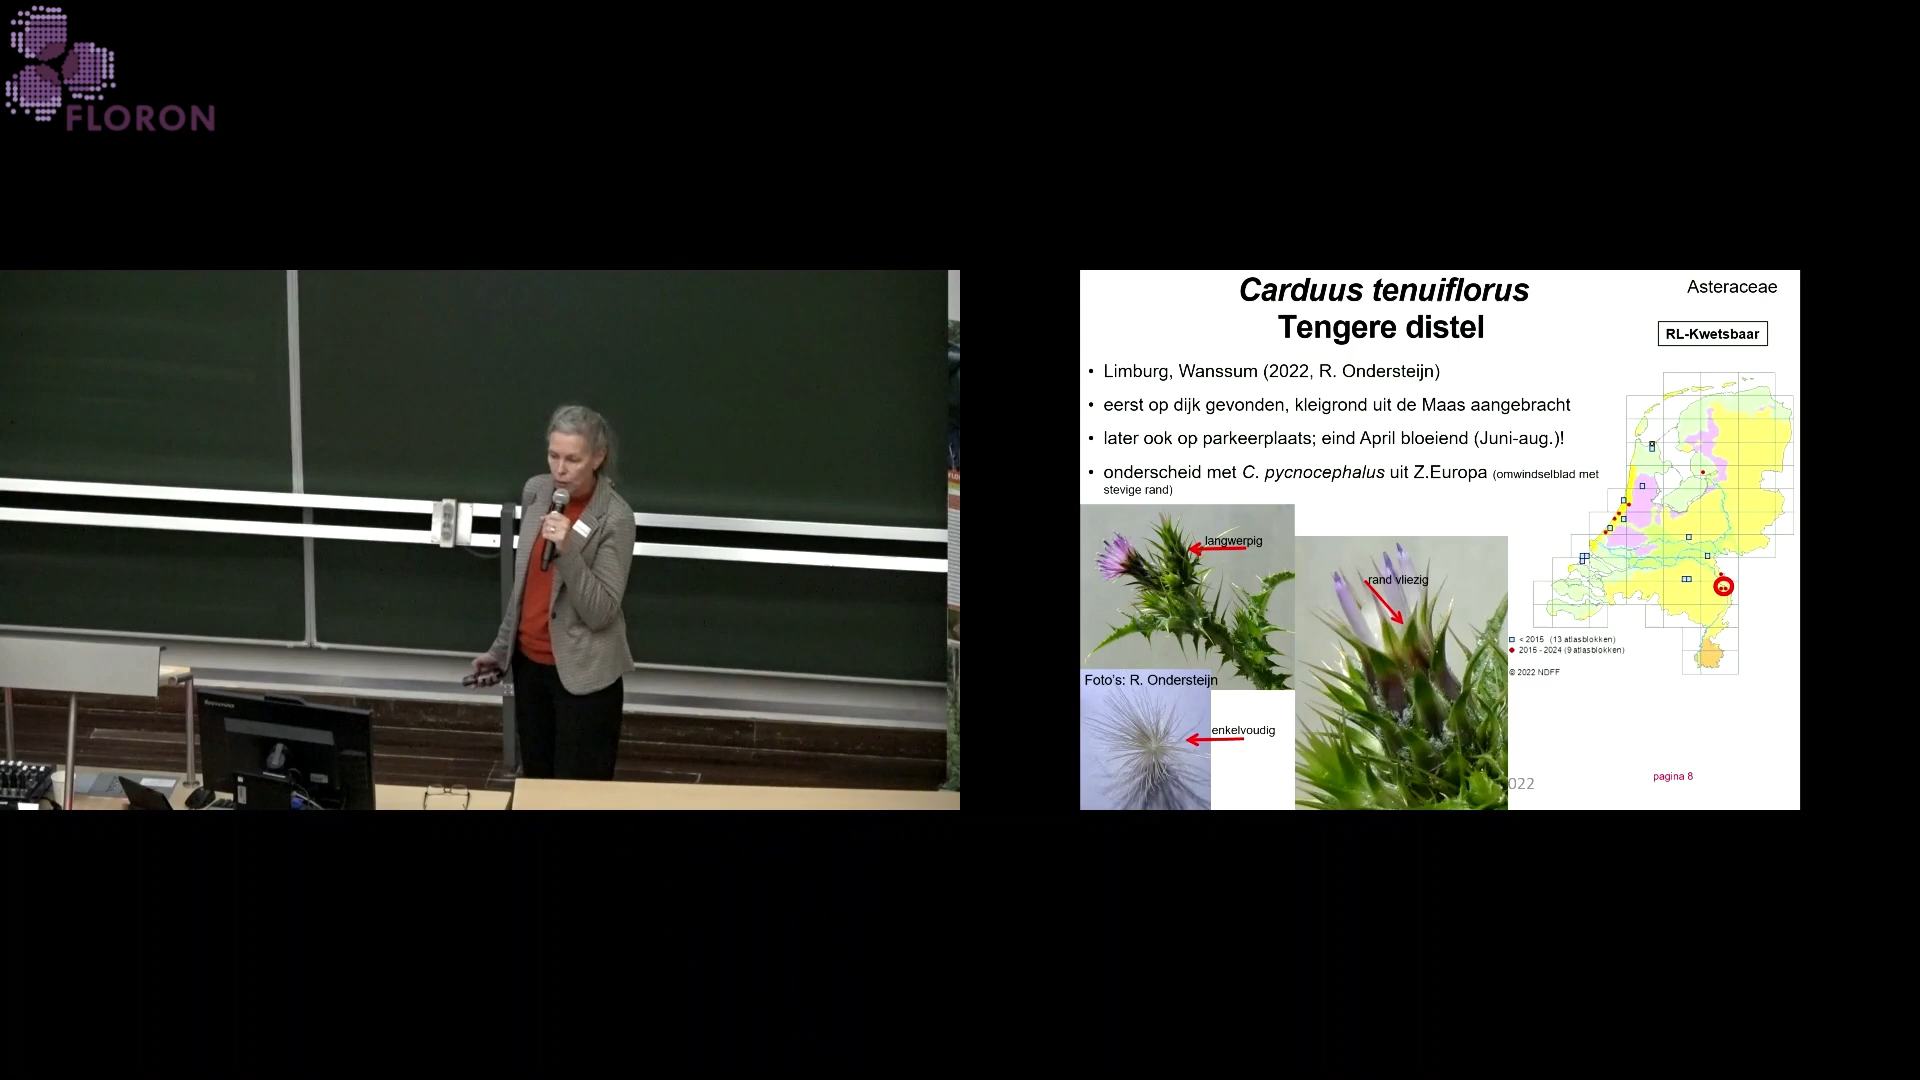 FLORON
Carduus tenuiflorus
Tengere distel
Asteraceae
RL-Kwetsbaar
• Limburg, Wanssum (2022, R. Ondersteijn)
• eerst op dijk gevonden, kleigrond uit de Maas aangebracht
• later ook op parkeerplaats; eind April bloeiend (Juni-aug.)!
• onderscheid met C. pycnocephalus uit Z.Europa (omwindselblad met
stevige rand)
langwerpig
rand vliezig
Foto's: R. Ondersteijn
enkelvoudig
< 2015 (13 atlasblokken)
2015 - 2024 (9 atlasblokken)
© 2022 NDFF
022
pagina 8